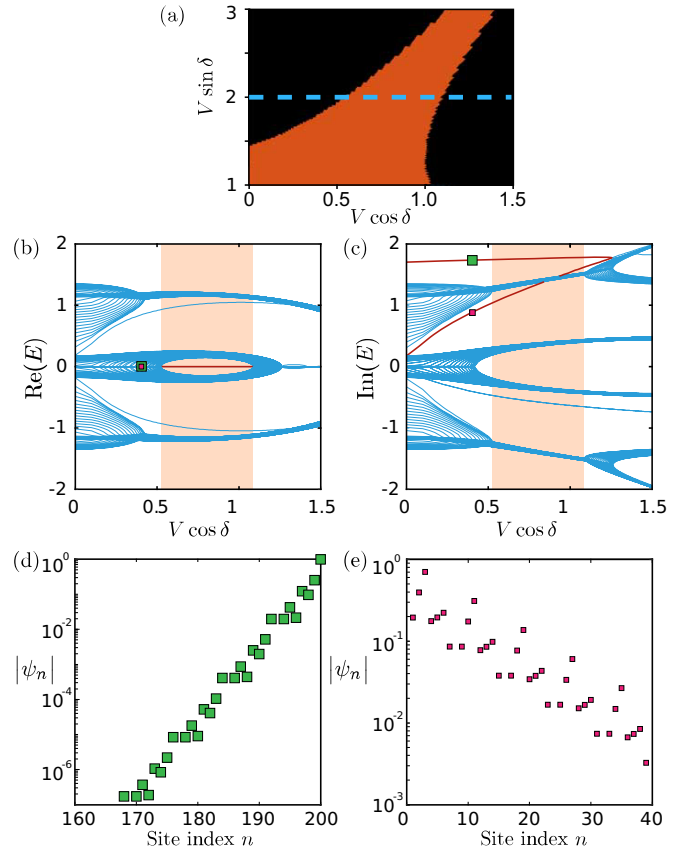 (a)
3
2
1
V sin δ
0
0.5
1.0
1.5
V cos δ
(b)
2
1
0
-1
-2
Re(E)
0
0.5
1
1.5
V cos δ
(c)
2
1
0
-1
-2
Im(E)
0
0.5
1
1.5
V cos δ
(d)
10^0
10^-2
10^-4
10^-6
|ψ_n|
160
170
180
190
200
Site index n
(e)
10^0
10^-1
10^-2
10^-3
|ψ_n|
0
10
20
30
40
Site index n